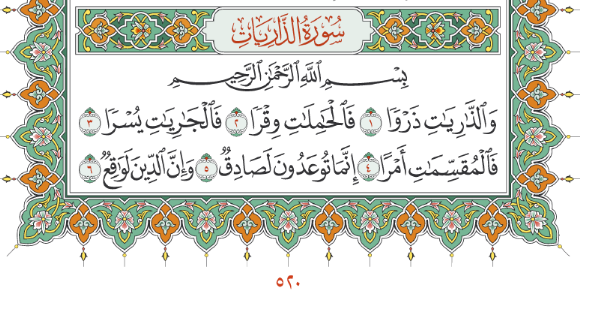 سُورَةُ الذَّارِيَاتِ
بِسْمِ ٱللَّهِ ٱلرَّحْمَٰنِ ٱلرَّحِيمِ
وَٱلذَّٰرِيَٰتِ ذَرْوًا ١ فَٱلْحَٰمِلَٰتِ وِقْرًا ٢ فَٱلْجَٰرِيَٰتِ يُسْرًا ٣
فَٱلْمُقَسِّمَٰتِ أَمْرًا ٤ إِنَّمَا تُوعَدُونَ لَصَادِقٌ ٥ وَإِنَّ ٱلدِّينَ لَوَٰقِعٌ ٦
٥٢٠